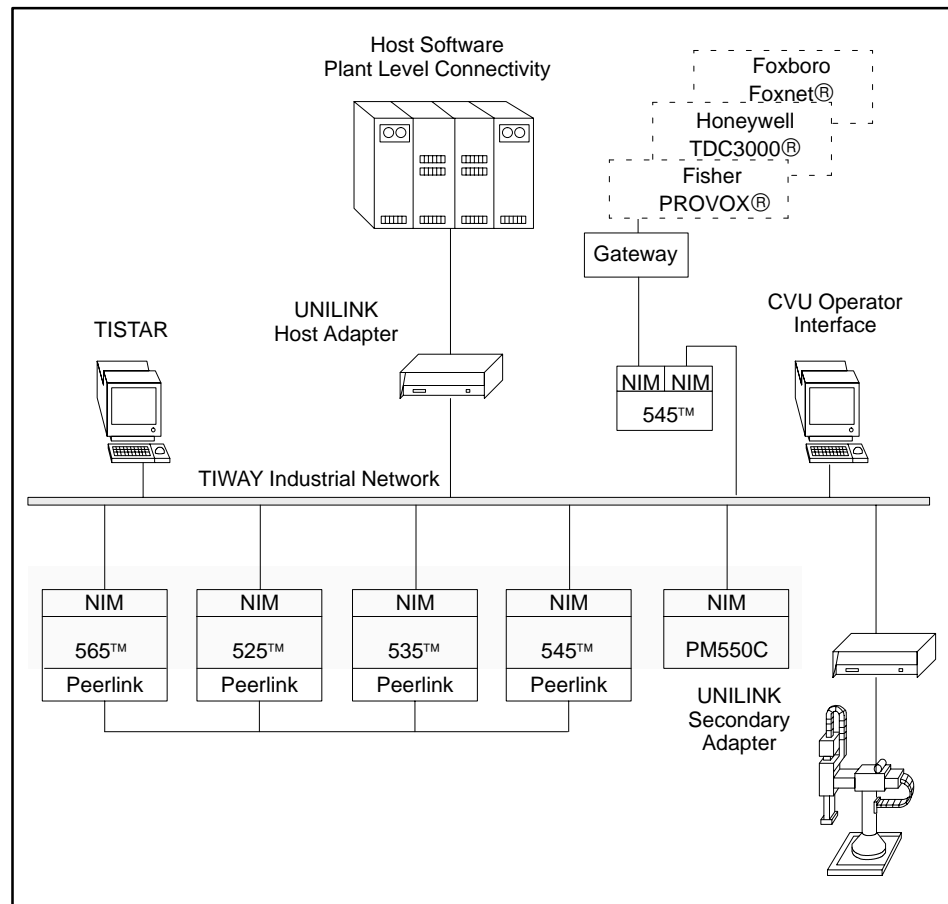 Host Software
Plant Level Connectivity
Foxboro
Foxnet®
Honeywell
TDC3000®
Fisher
PROVOX®
Gateway
UNILINK
Host Adapter
TISTAR
CVU Operator
Interface
NIM NIM
545™
TIWAY Industrial Network
NIM NIM NIM NIM NIM
565™ 525™ 535™ 545™ PM550C
Peerlink Peerlink Peerlink Peerlink
UNILINK
Secondary
Adapter